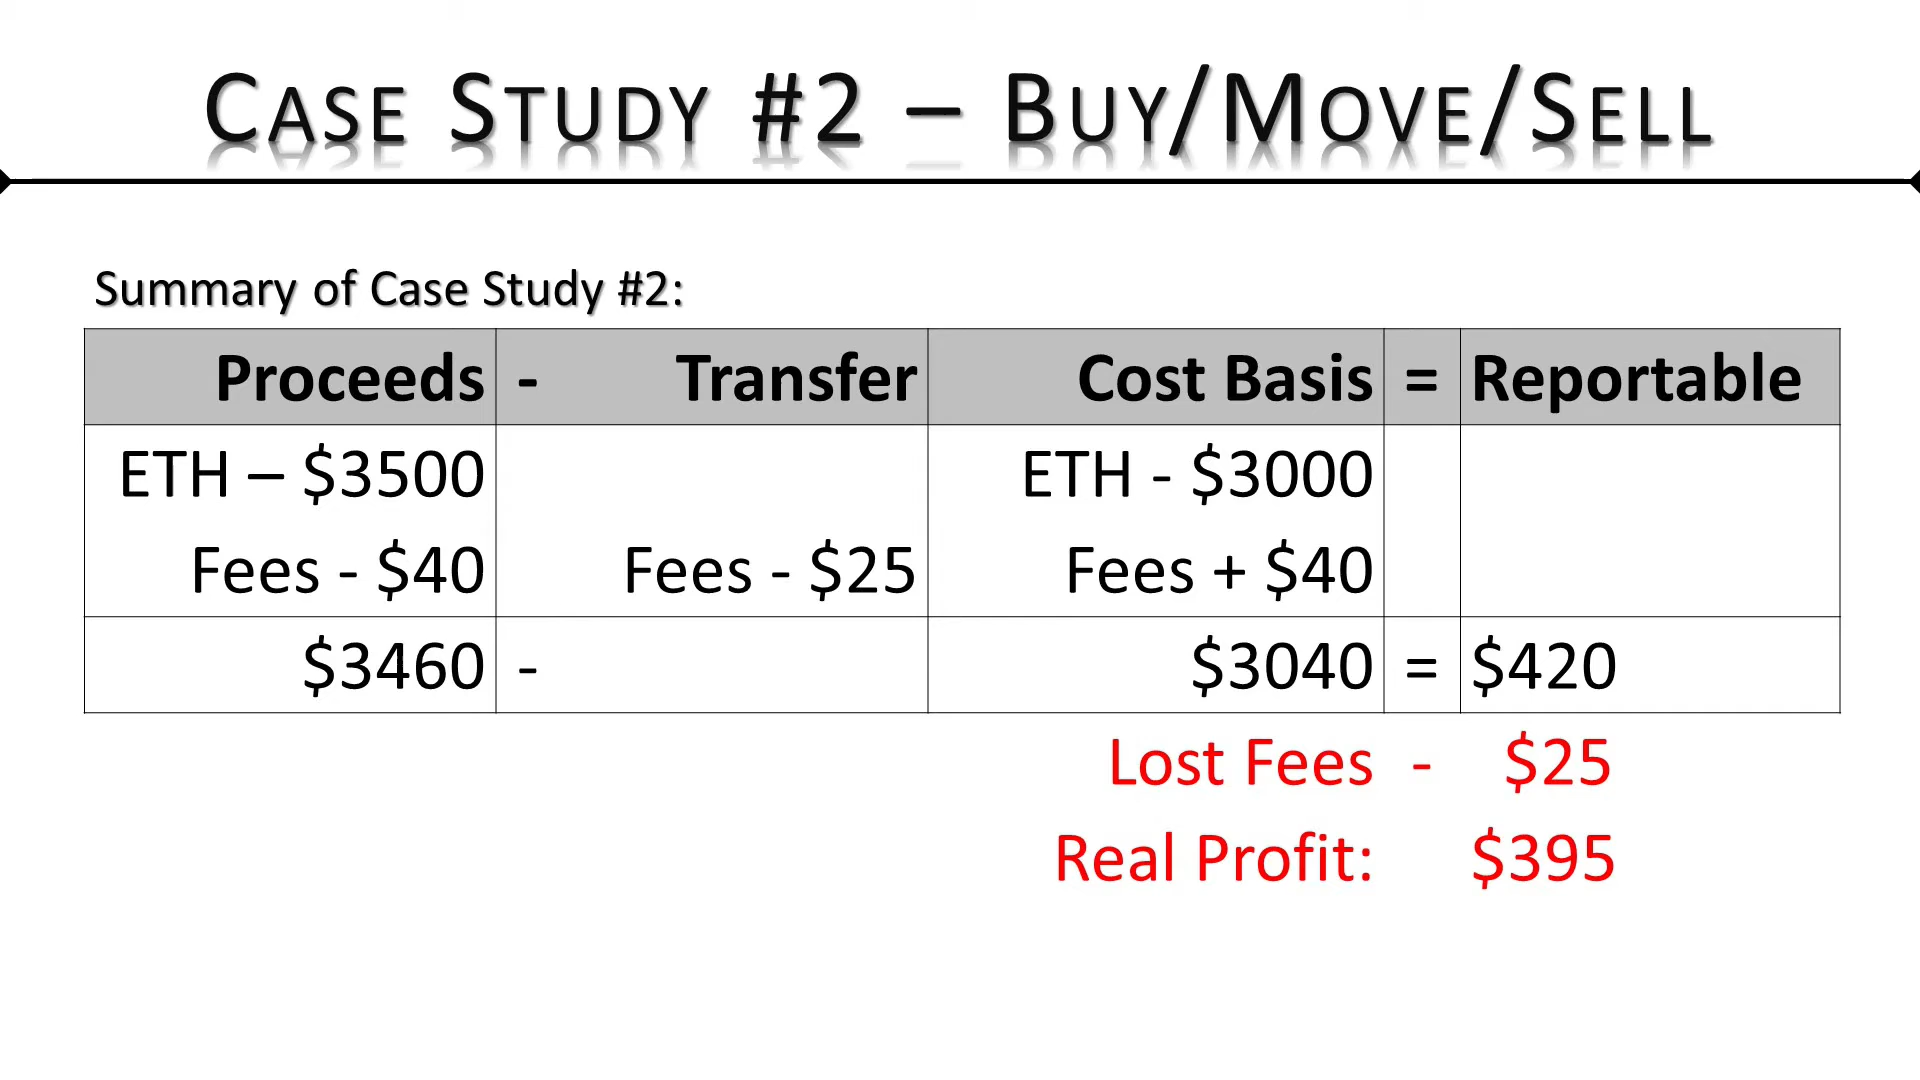 CASE STUDY #2 – BUY/MOVE/SELL
Summary of Case Study #2:
Proceeds - Transfer Cost Basis = Reportable
ETH – $3500 ETH - $3000
Fees - $40 Fees - $25 Fees + $40
$3460 - $3040 = $420
Lost Fees - $25
Real Profit: $395